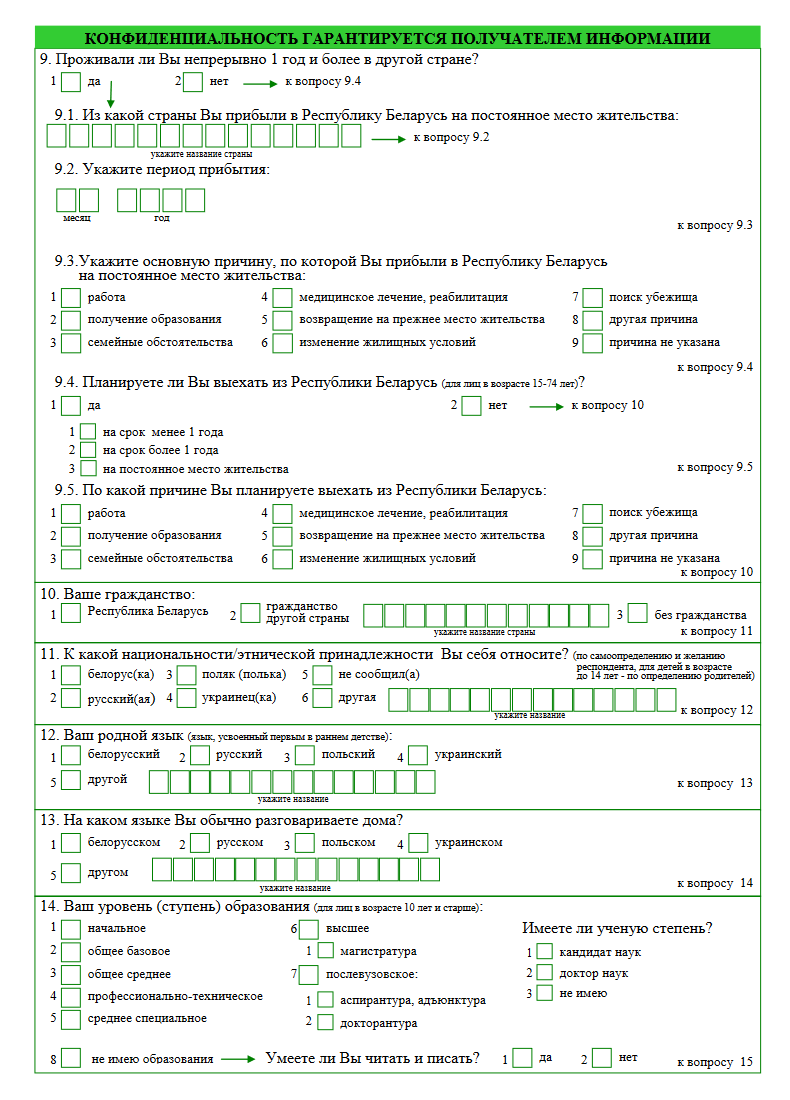 КОНФИДЕНЦИАЛЬНОСТЬ ГАРАНТИРУЕТСЯ ПОЛУЧАТЕЛЕМ ИНФОРМАЦИИ
9. Проживали ли Вы непрерывно 1 год и более в другой стране?
1 да 2 нет к вопросу 9.4
9.1. Из какой страны Вы прибыли в Республику Беларусь на постоянное место жительства:
к вопросу 9.2
укажите название страны
9.2. Укажите период прибытия:
месяц год
к вопросу 9.3
9.3.Укажите основную причину, по которой Вы прибыли в Республику Беларусь
на постоянное место жительства:
1 работа 4 медицинское лечение, реабилитация 7 поиск убежища
2 получение образования 5 возвращение на прежнее место жительства 8 другая причина
3 семейные обстоятельства 6 изменение жилищных условий 9 причина не указана
к вопросу 9.4
9.4. Планируете ли Вы выехать из Республики Беларусь (для лиц в возрасте 15-74 лет)?
1 да 2 нет к вопросу 10
1 на срок менее 1 года
2 на срок более 1 года
3 на постоянное место жительства к вопросу 9.5
9.5. По какой причине Вы планируете выехать из Республики Беларусь:
1 работа 4 медицинское лечение, реабилитация 7 поиск убежища
2 получение образования 5 возвращение на прежнее место жительства 8 другая причина
3 семейные обстоятельства 6 изменение жилищных условий 9 причина не указана
к вопросу 10
10. Ваше гражданство:
1 Республика Беларусь 2 гражданство другой страны 3 без гражданства
укажите название страны к вопросу 11
11. К какой национальности/этнической принадлежности Вы себя относите? (по самоопределению и желанию
респондента, для детей в возрасте
до 14 лет - по определению родителей)
1 белорус(ка) 3 поляк (полька) 5 не сообщил(а)
2 русский(ая) 4 украинец(ка) 6 другая к вопросу 12
укажите название
12. Ваш родной язык (язык, усвоенный первым в раннем детстве):
1 белорусский 2 русский 3 польский 4 украинский
5 другой к вопросу 13
укажите название
13. На каком языке Вы обычно разговариваете дома?
1 белорусском 2 русском 3 польском 4 украинском
5 другом к вопросу 14
укажите название
14. Ваш уровень (ступень) образования (для лиц в возрасте 10 лет и старше):
1 начальное 6 высшее Имеете ли ученую степень?
2 общее базовое 1 магистратура 1 кандидат наук
3 общее среднее 7 послевузовское: 2 доктор наук
4 профессионально-техническое 1 аспирантура, адъюнктура 3 не имею
5 среднее специальное 2 докторантура
8 не имею образования Умеете ли Вы читать и писать? 1 да 2 нет к вопросу 15